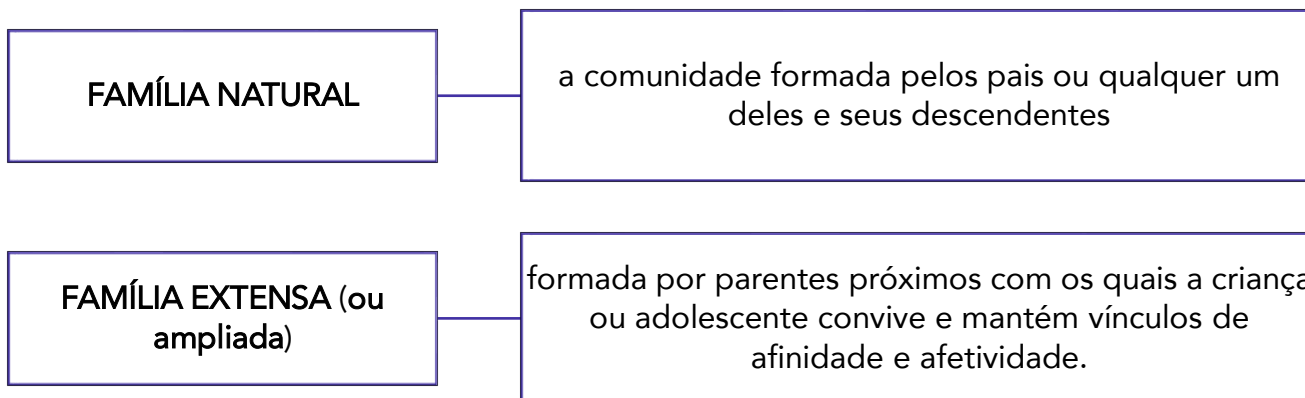 FAMÍLIA NATURAL
a comunidade formada pelos pais ou qualquer um
deles e seus descendentes
FAMÍLIA EXTENSA (ou
ampliada)
formada por parentes próximos com os quais a criança
ou adolescente convive e mantém vínculos de
afinidade e afetividade.